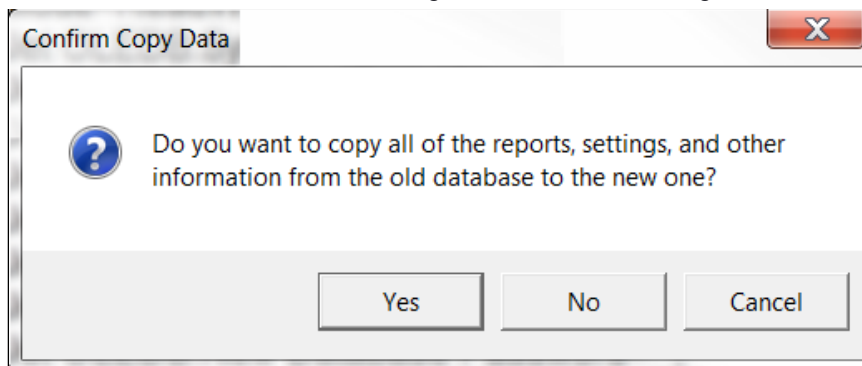 Confirm Copy Data
X
Do you want to copy all of the reports, settings, and other
information from the old database to the new one?
Yes
No
Cancel